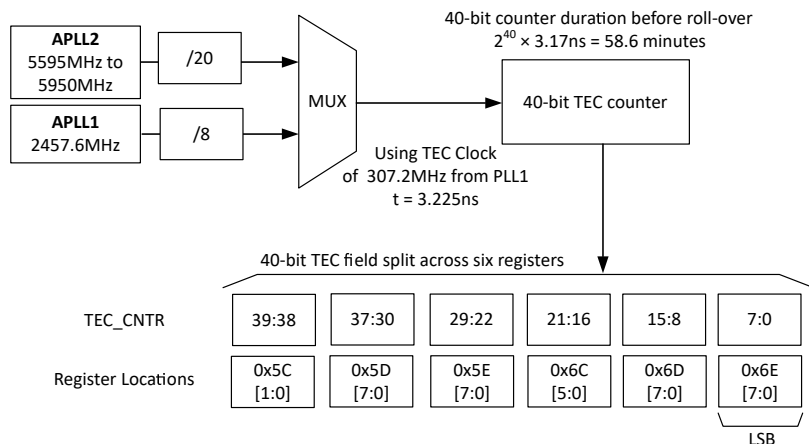 APLL2
5595MHz to
5950MHz
/20
APLL1
2457.6MHz
/8
MUX
40-bit counter duration before roll-over
2⁴⁰ × 3.17ns = 58.6 minutes
40-bit TEC counter
Using TEC Clock
of 307.2MHz from PLL1
t = 3.225ns
40-bit TEC field split across six registers
TEC_CNTR 39:38 37:30 29:22 21:16 15:8 7:0
Register Locations 0x5C 0x5D 0x5E 0x6C 0x6D 0x6E
[1:0] [7:0] [7:0] [5:0] [7:0] [7:0]
LSB